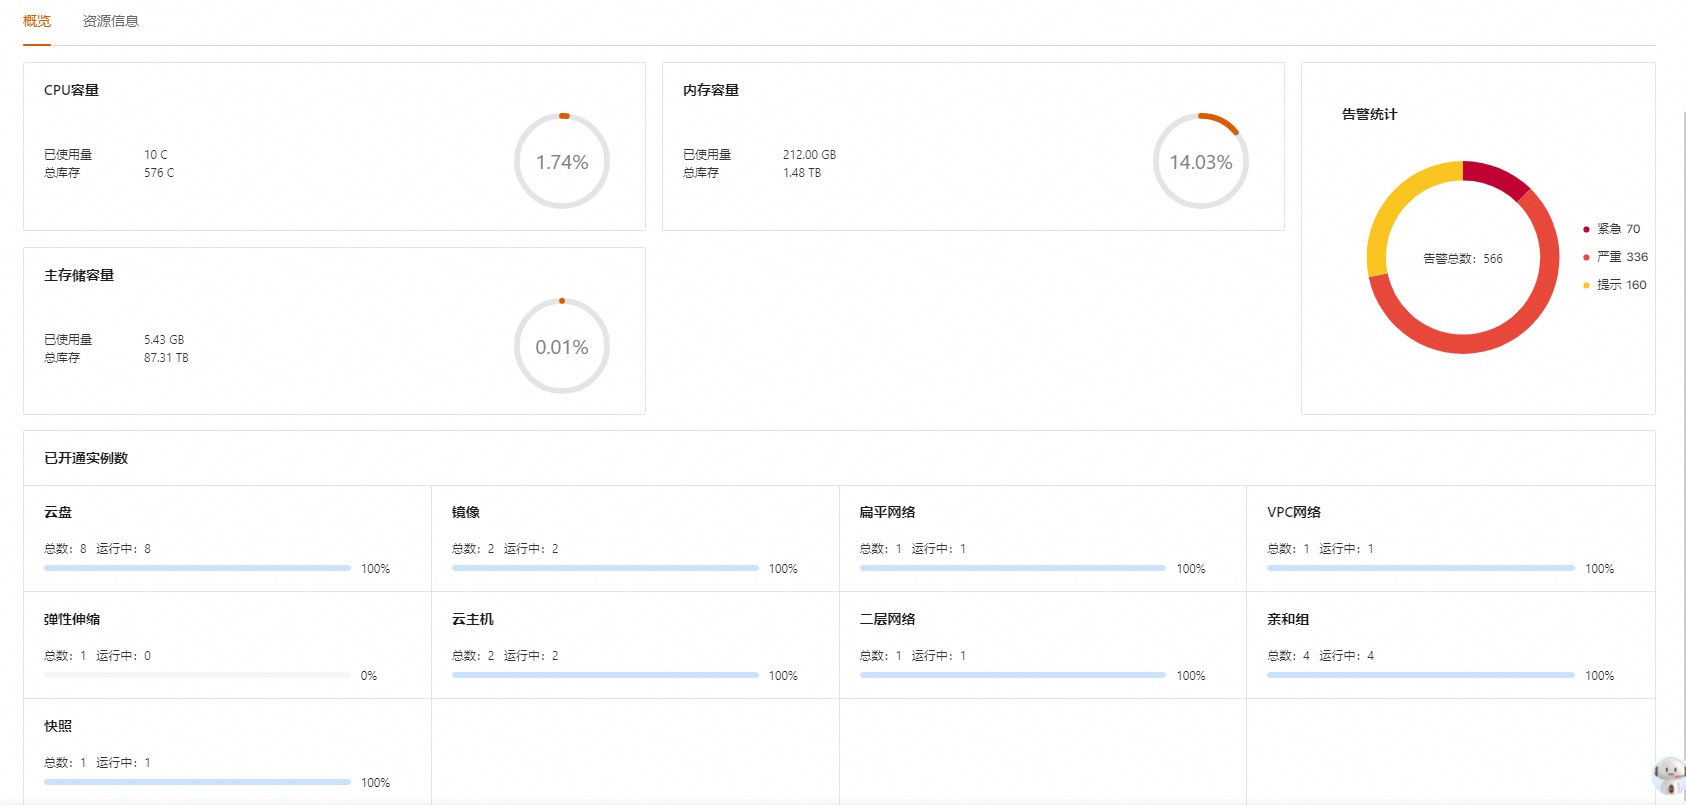 概览 资源信息
CPU容量
已使用量 10 C
总库存 576 C
1.74%
内存容量
已使用量 212.00 GB
总库存 1.48 TB
14.03%
告警统计
告警总数：566
紧急 70
严重 336
提示 160
主存储容量
已使用量 5.43 GB
总库存 87.31 TB
0.01%
已开通实例数
云盘
总数：8 运行中：8
100%
镜像
总数：2 运行中：2
100%
扁平网络
总数：1 运行中：1
100%
VPC网络
总数：1 运行中：1
100%
弹性伸缩
总数：1 运行中：0
0%
云主机
总数：2 运行中：2
100%
二层网络
总数：1 运行中：1
100%
亲和组
总数：4 运行中：4
100%
快照
总数：1 运行中：1
100%